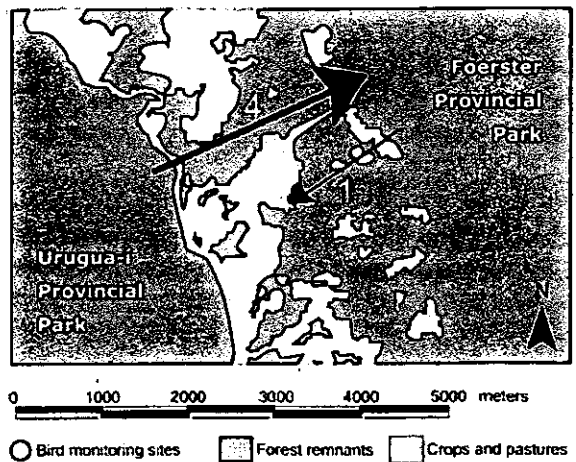 4
Foerster
Provincial
Park
1
Urugua-í
Provincial
Park
N
0 1000 2000 3000 4000 5000 meters
Bird monitoring sites Forest remnants Crops and pastures